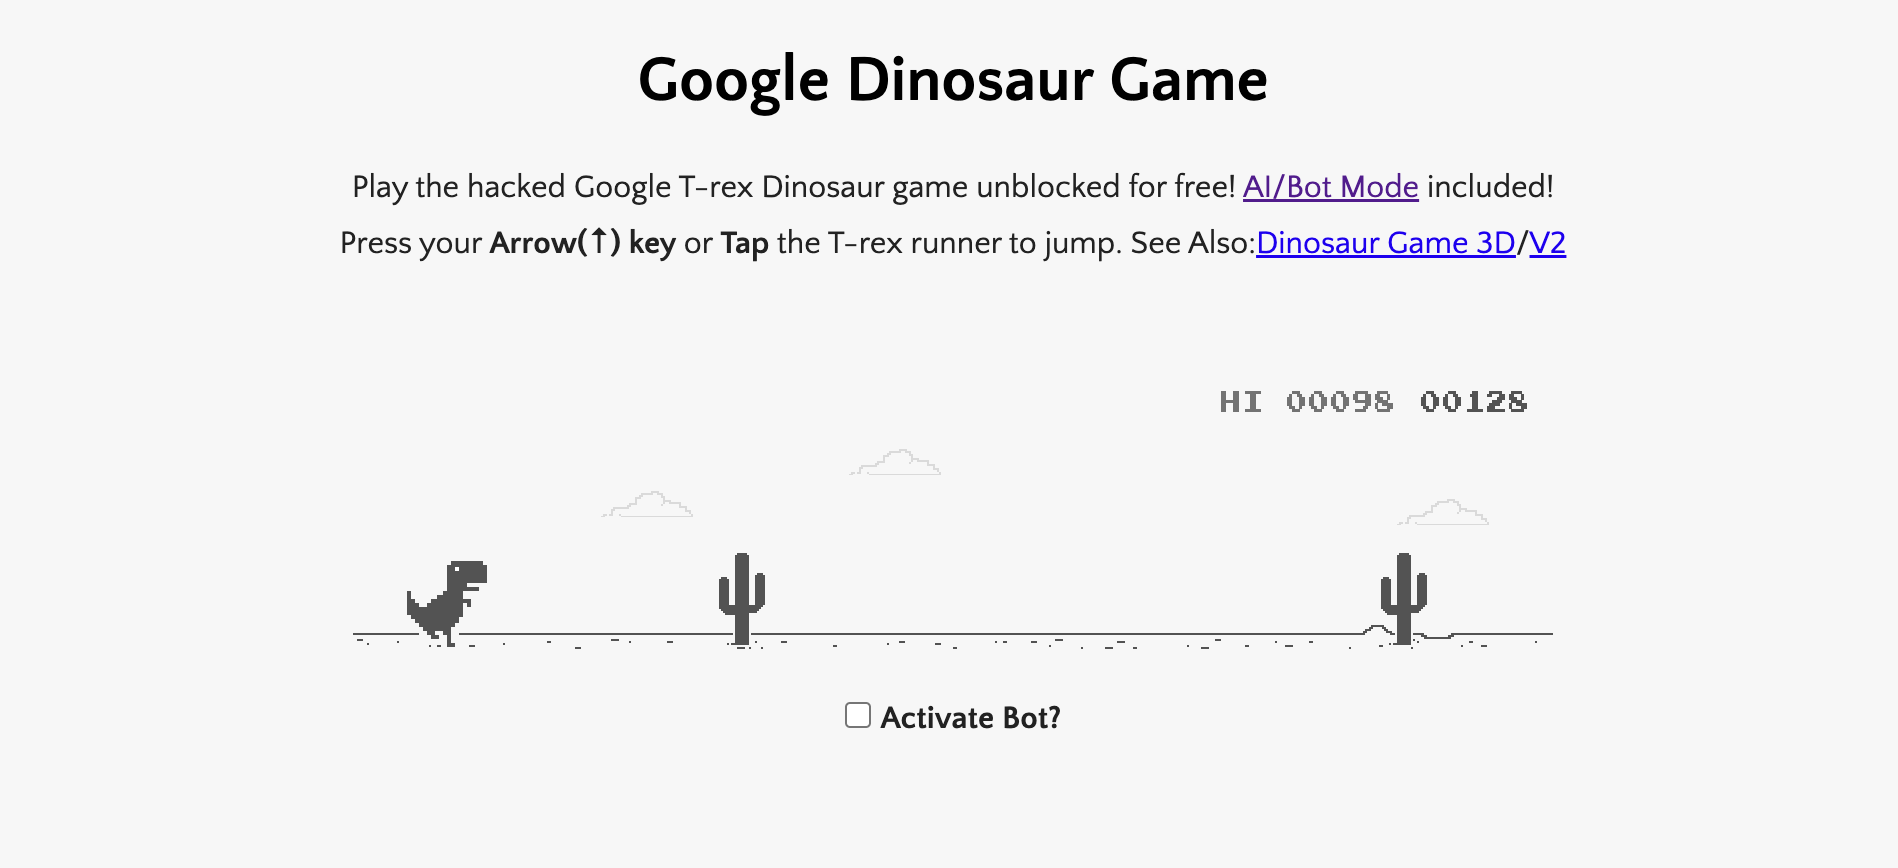 Google Dinosaur Game
Play the hacked Google T-rex Dinosaur game unblocked for free! AI/Bot Mode included!
Press your Arrow(↑) key or Tap the T-rex runner to jump. See Also:Dinosaur Game 3D/V2
HI 00098 00128
Activate Bot?